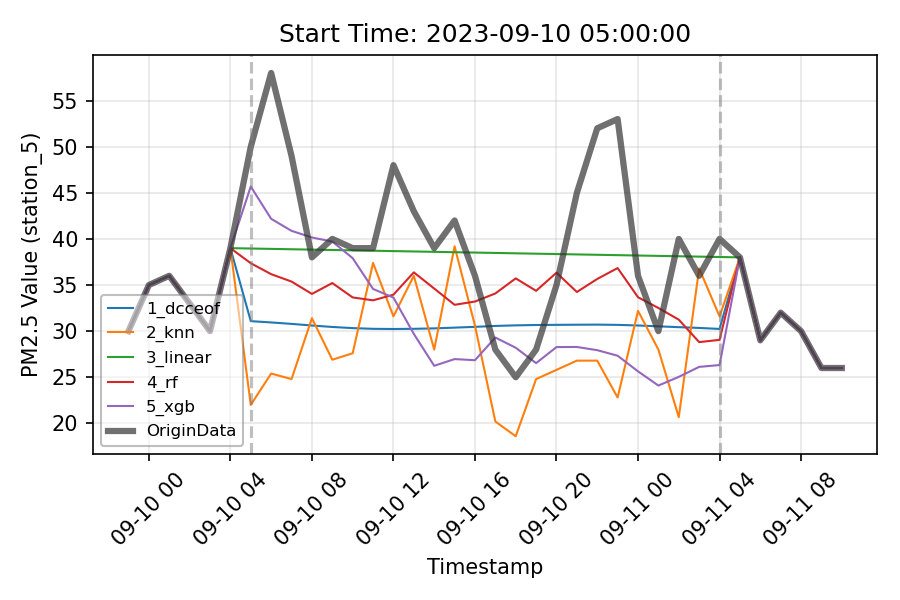 Start Time: 2023-09-10 05:00:00
PM2.5 Value (station_5)
55
50
45
40
35
30
25
20
1_dcceof
2_knn
3_linear
4_rf
5_xgb
OriginData
09-10 00
09-10 04
09-10 08
09-10 12
09-10 16
09-10 20
09-11 00
09-11 04
09-11 08
Timestamp